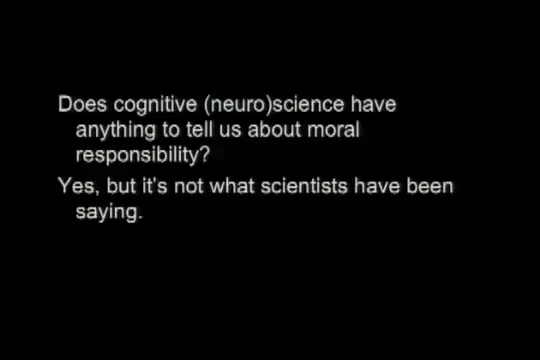 Does cognitive (neuro)science have
anything to tell us about moral
responsibility?
Yes, but it's not what scientists have been
saying.